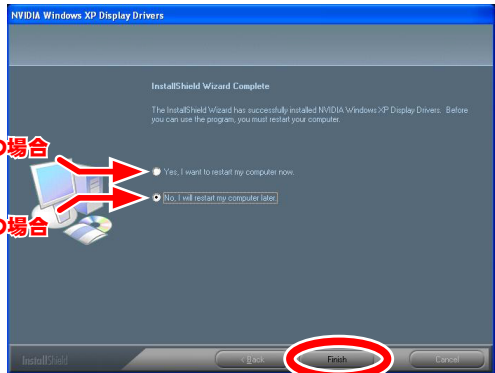 NVIDIA Windows XP Display Drivers
InstallShield Wizard Complete
The InstallShield Wizard has successfully installed NVIDIA Windows XP Display Drivers. Before
you can use the program, you must restart your computer.
の場合
Yes, I want to restart my computer now.
No, I will restart my computer later.
の場合
InstallShield
< Back
Finish
Cancel